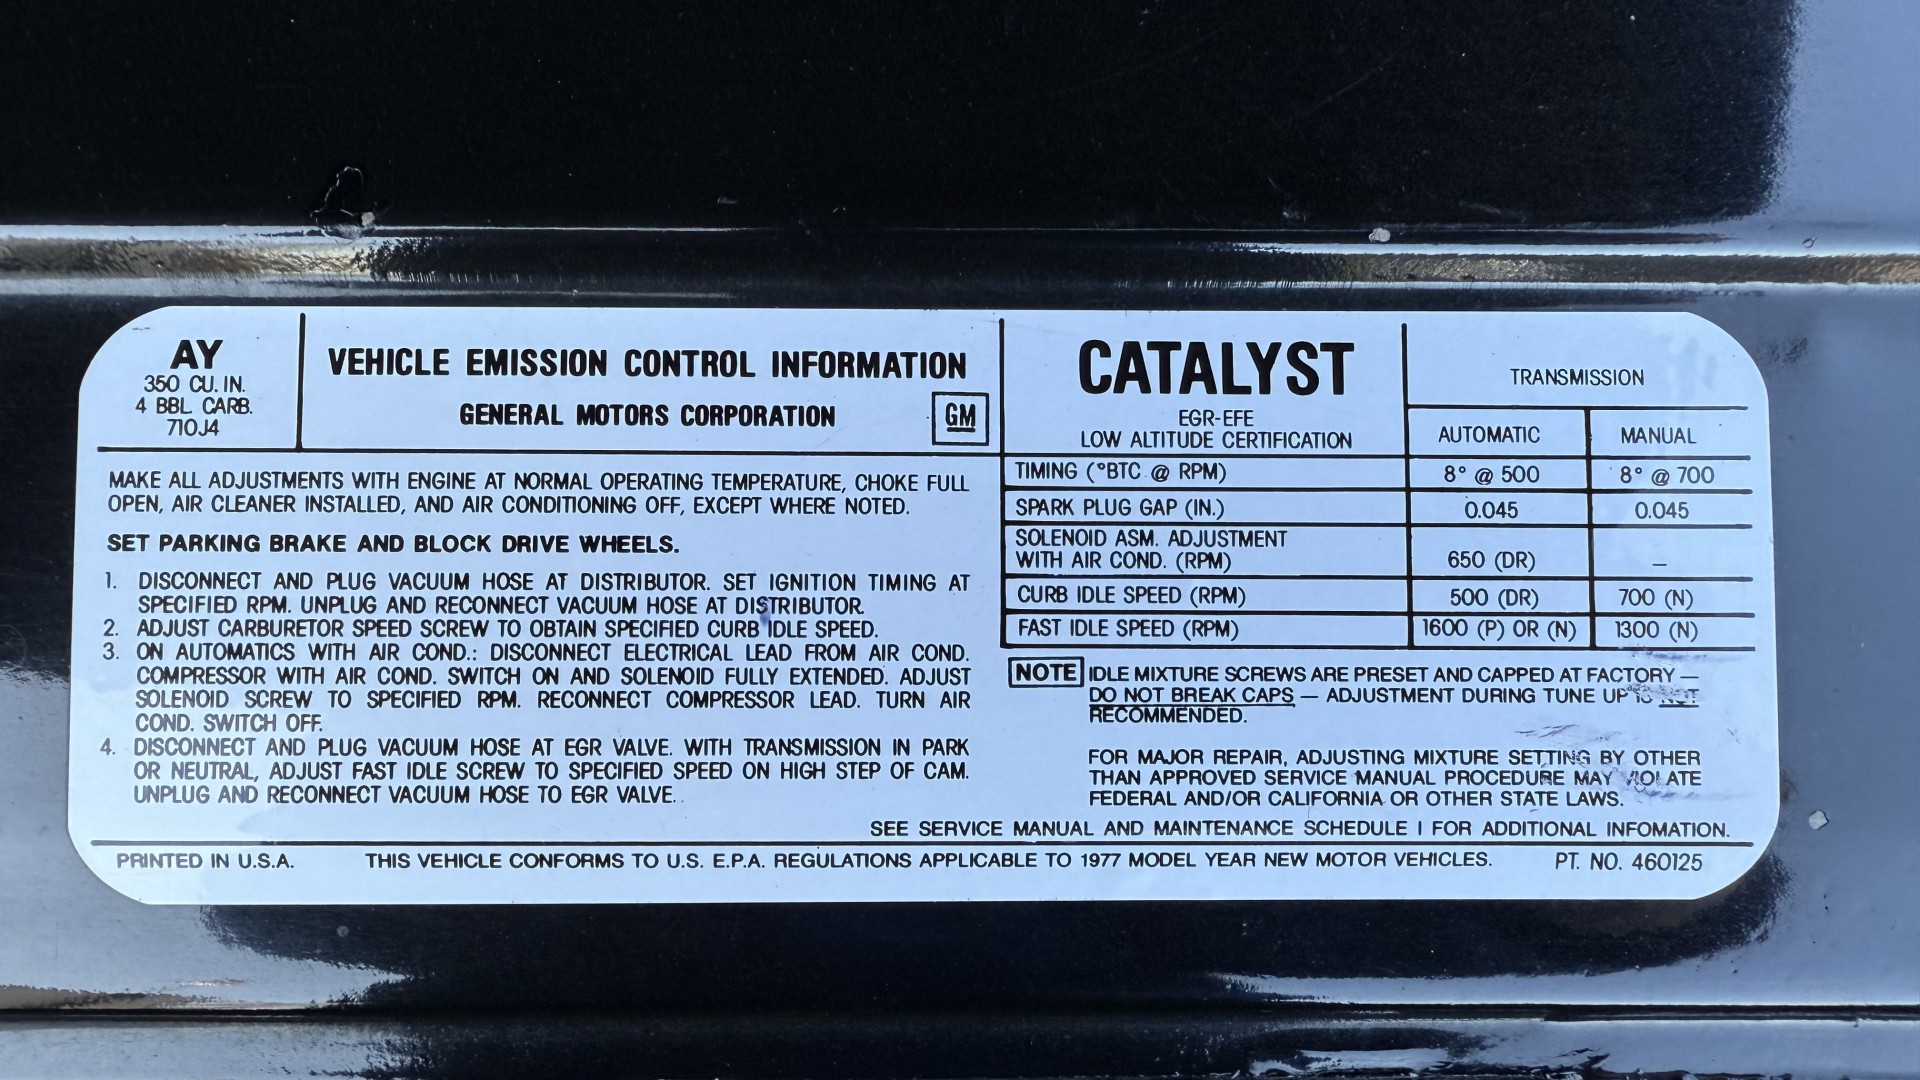 AY
350 CU. IN.
4 BBL. CARB.
710J4
VEHICLE EMISSION CONTROL INFORMATION
GENERAL MOTORS CORPORATION
GM
MAKE ALL ADJUSTMENTS WITH ENGINE AT NORMAL OPERATING TEMPERATURE, CHOKE FULL
OPEN, AIR CLEANER INSTALLED, AND AIR CONDITIONING OFF, EXCEPT WHERE NOTED.
SET PARKING BRAKE AND BLOCK DRIVE WHEELS.
1. DISCONNECT AND PLUG VACUUM HOSE AT DISTRIBUTOR. SET IGNITION TIMING AT
SPECIFIED RPM. UNPLUG AND RECONNECT VACUUM HOSE AT DISTRIBUTOR.
2. ADJUST CARBURETOR SPEED SCREW TO OBTAIN SPECIFIED CURB IDLE SPEED.
3. ON AUTOMATICS WITH AIR COND.: DISCONNECT ELECTRICAL LEAD FROM AIR COND.
COMPRESSOR WITH AIR COND. SWITCH ON AND SOLENOID FULLY EXTENDED. ADJUST
SOLENOID SCREW TO SPECIFIED RPM. RECONNECT COMPRESSOR LEAD. TURN AIR
COND. SWITCH OFF.
4. DISCONNECT AND PLUG VACUUM HOSE AT EGR VALVE. WITH TRANSMISSION IN PARK
OR NEUTRAL, ADJUST FAST IDLE SCREW TO SPECIFIED SPEED ON HIGH STEP OF CAM.
UNPLUG AND RECONNECT VACUUM HOSE TO EGR VALVE.
CATALYST
EGR-EFE
LOW ALTITUDE CERTIFICATION
TRANSMISSION
AUTOMATIC MANUAL
TIMING (°BTC @ RPM) 8° @ 500 8° @ 700
SPARK PLUG GAP (IN.) 0.045 0.045
SOLENOID ASM. ADJUSTMENT
WITH AIR COND. (RPM) 650 (DR) –
CURB IDLE SPEED (RPM) 500 (DR) 700 (N)
FAST IDLE SPEED (RPM) 1600 (P) OR (N) 1300 (N)
NOTE IDLE MIXTURE SCREWS ARE PRESET AND CAPPED AT FACTORY —
DO NOT BREAK CAPS — ADJUSTMENT DURING TUNE UP IS NOT
RECOMMENDED.
FOR MAJOR REPAIR, ADJUSTING MIXTURE SETTING BY OTHER
THAN APPROVED SERVICE MANUAL PROCEDURE MAY VIOLATE
FEDERAL AND/OR CALIFORNIA OR OTHER STATE LAWS.
SEE SERVICE MANUAL AND MAINTENANCE SCHEDULE I FOR ADDITIONAL INFOMATION.
PRINTED IN U.S.A. THIS VEHICLE CONFORMS TO U.S. E.P.A. REGULATIONS APPLICABLE TO 1977 MODEL YEAR NEW MOTOR VEHICLES. PT. NO. 460125